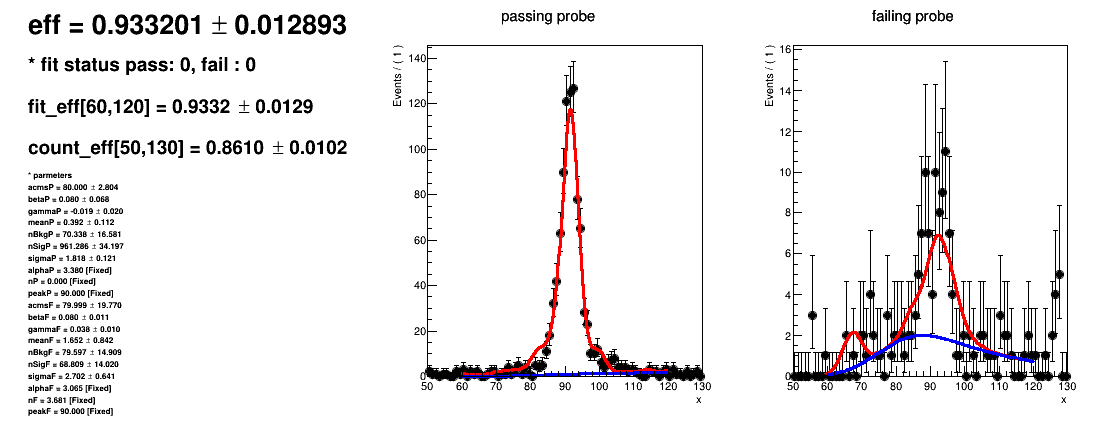 eff = 0.933201 ± 0.012893
* fit status pass: 0, fail : 0
fit_eff[60,120] = 0.9332 ± 0.0129
count_eff[50,130] = 0.8610 ± 0.0102
* parmeters
acmsP = 80.000 ± 2.804
betaP = 0.080 ± 0.068
gammaP = -0.019 ± 0.020
meanP = 0.392 ± 0.112
nBkgP = 70.338 ± 16.581
nSigP = 961.286 ± 34.197
sigmaP = 1.818 ± 0.121
alphaP = 3.380 [Fixed]
nP = 0.000 [Fixed]
peakP = 90.000 [Fixed]
acmsF = 79.999 ± 19.770
betaF = 0.080 ± 0.011
gammaF = 0.038 ± 0.010
meanF = 1.652 ± 0.842
nBkgF = 79.597 ± 14.909
nSigF = 68.809 ± 14.020
sigmaF = 2.702 ± 0.641
alphaF = 3.065 [Fixed]
nF = 3.681 [Fixed]
peakF = 90.000 [Fixed]
passing probe
Events / ( 1 )
140
120
100
80
60
40
20
0
50 60 70 80 90 100 110 120 130
x
failing probe
Events / ( 1 )
16
14
12
10
8
6
4
2
0
50 60 70 80 90 100 110 120 130
x